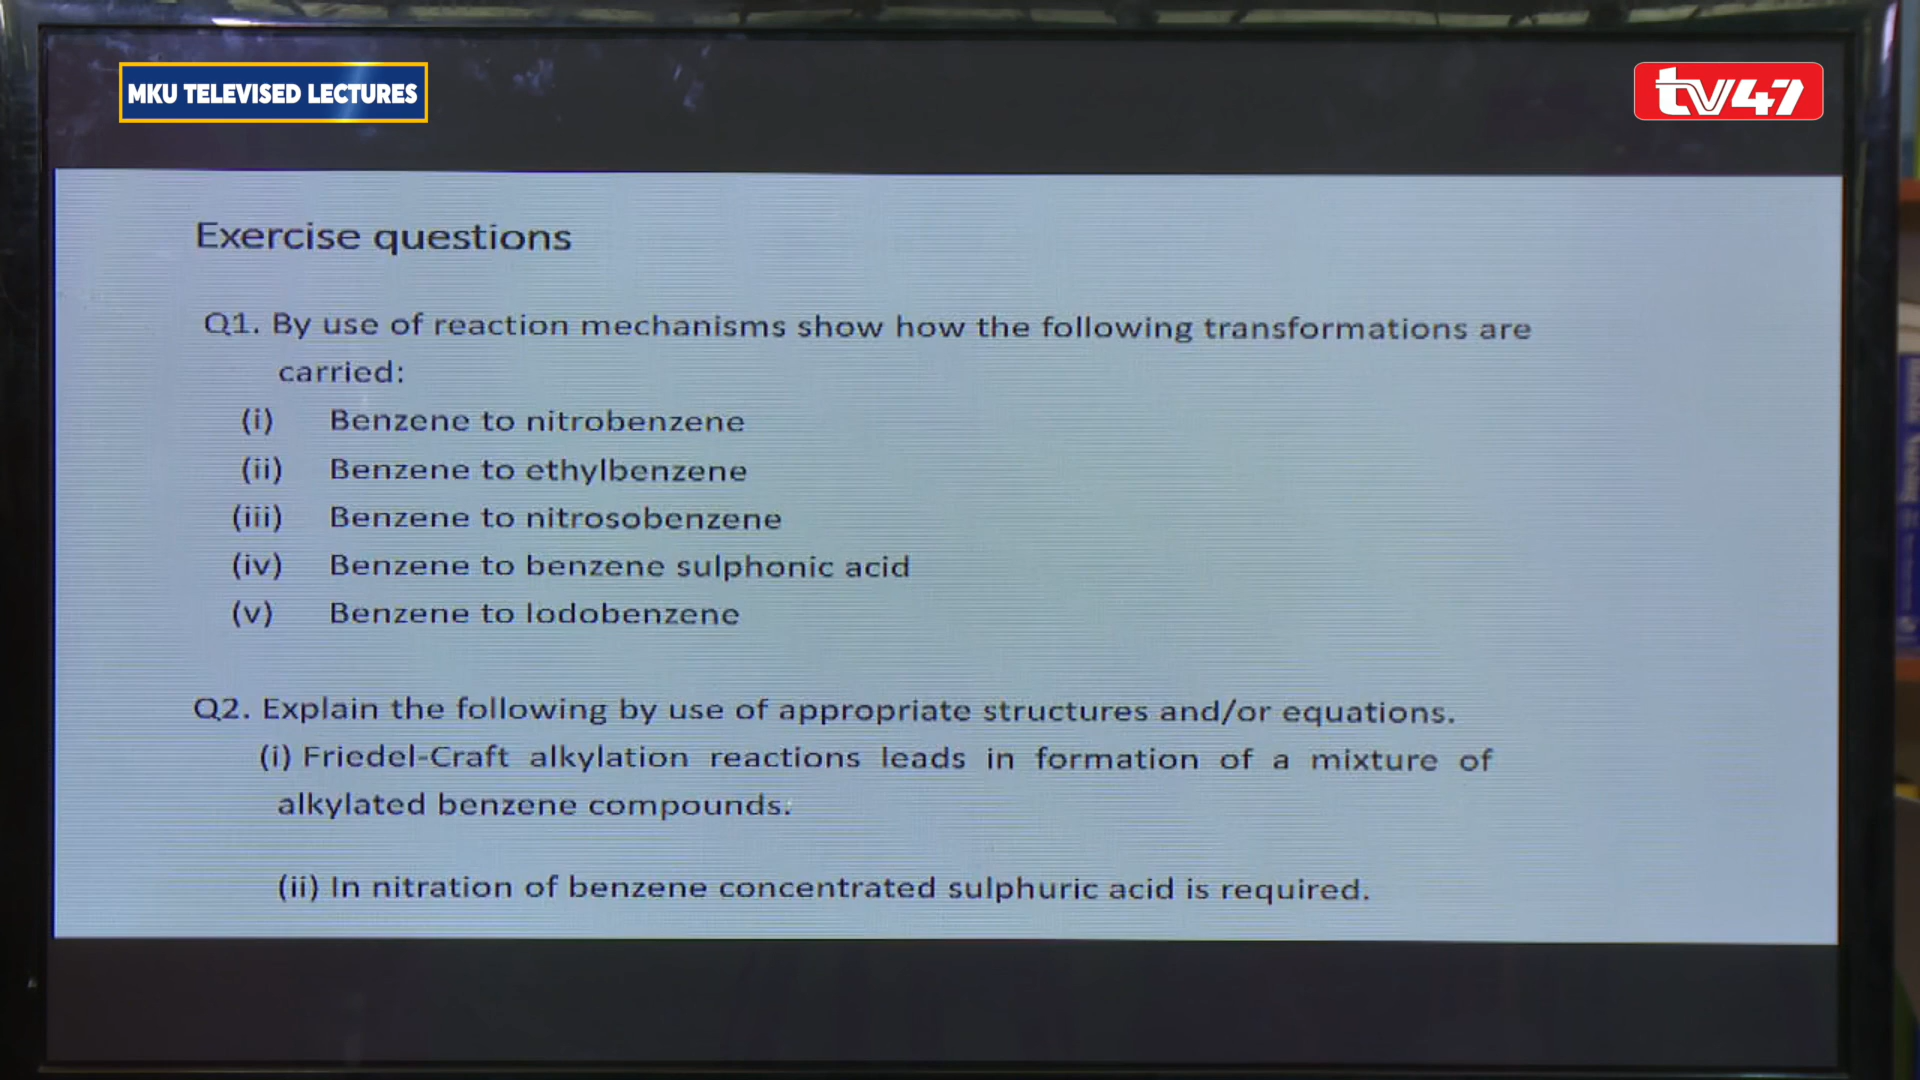 MKU TELEVISED LECTURES
tv47
Exercise questions
Q1. By use of reaction mechanisms show how the following transformations are
carried:
(i) Benzene to nitrobenzene
(ii) Benzene to ethylbenzene
(iii) Benzene to nitrosobenzene
(iv) Benzene to benzene sulphonic acid
(v) Benzene to Iodobenzene
Q2. Explain the following by use of appropriate structures and/or equations.
(i) Friedel-Craft alkylation reactions leads in formation of a mixture of
alkylated benzene compounds.
(ii) In nitration of benzene concentrated sulphuric acid is required.